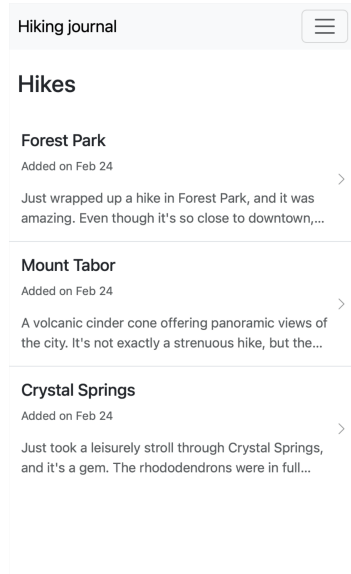 Hiking journal
Hikes
Forest Park
Added on Feb 24
Just wrapped up a hike in Forest Park, and it was
amazing. Even though it's so close to downtown,...
Mount Tabor
Added on Feb 24
A volcanic cinder cone offering panoramic views of
the city. It's not exactly a strenuous hike, but the...
Crystal Springs
Added on Feb 24
Just took a leisurely stroll through Crystal Springs,
and it's a gem. The rhododendrons were in full...